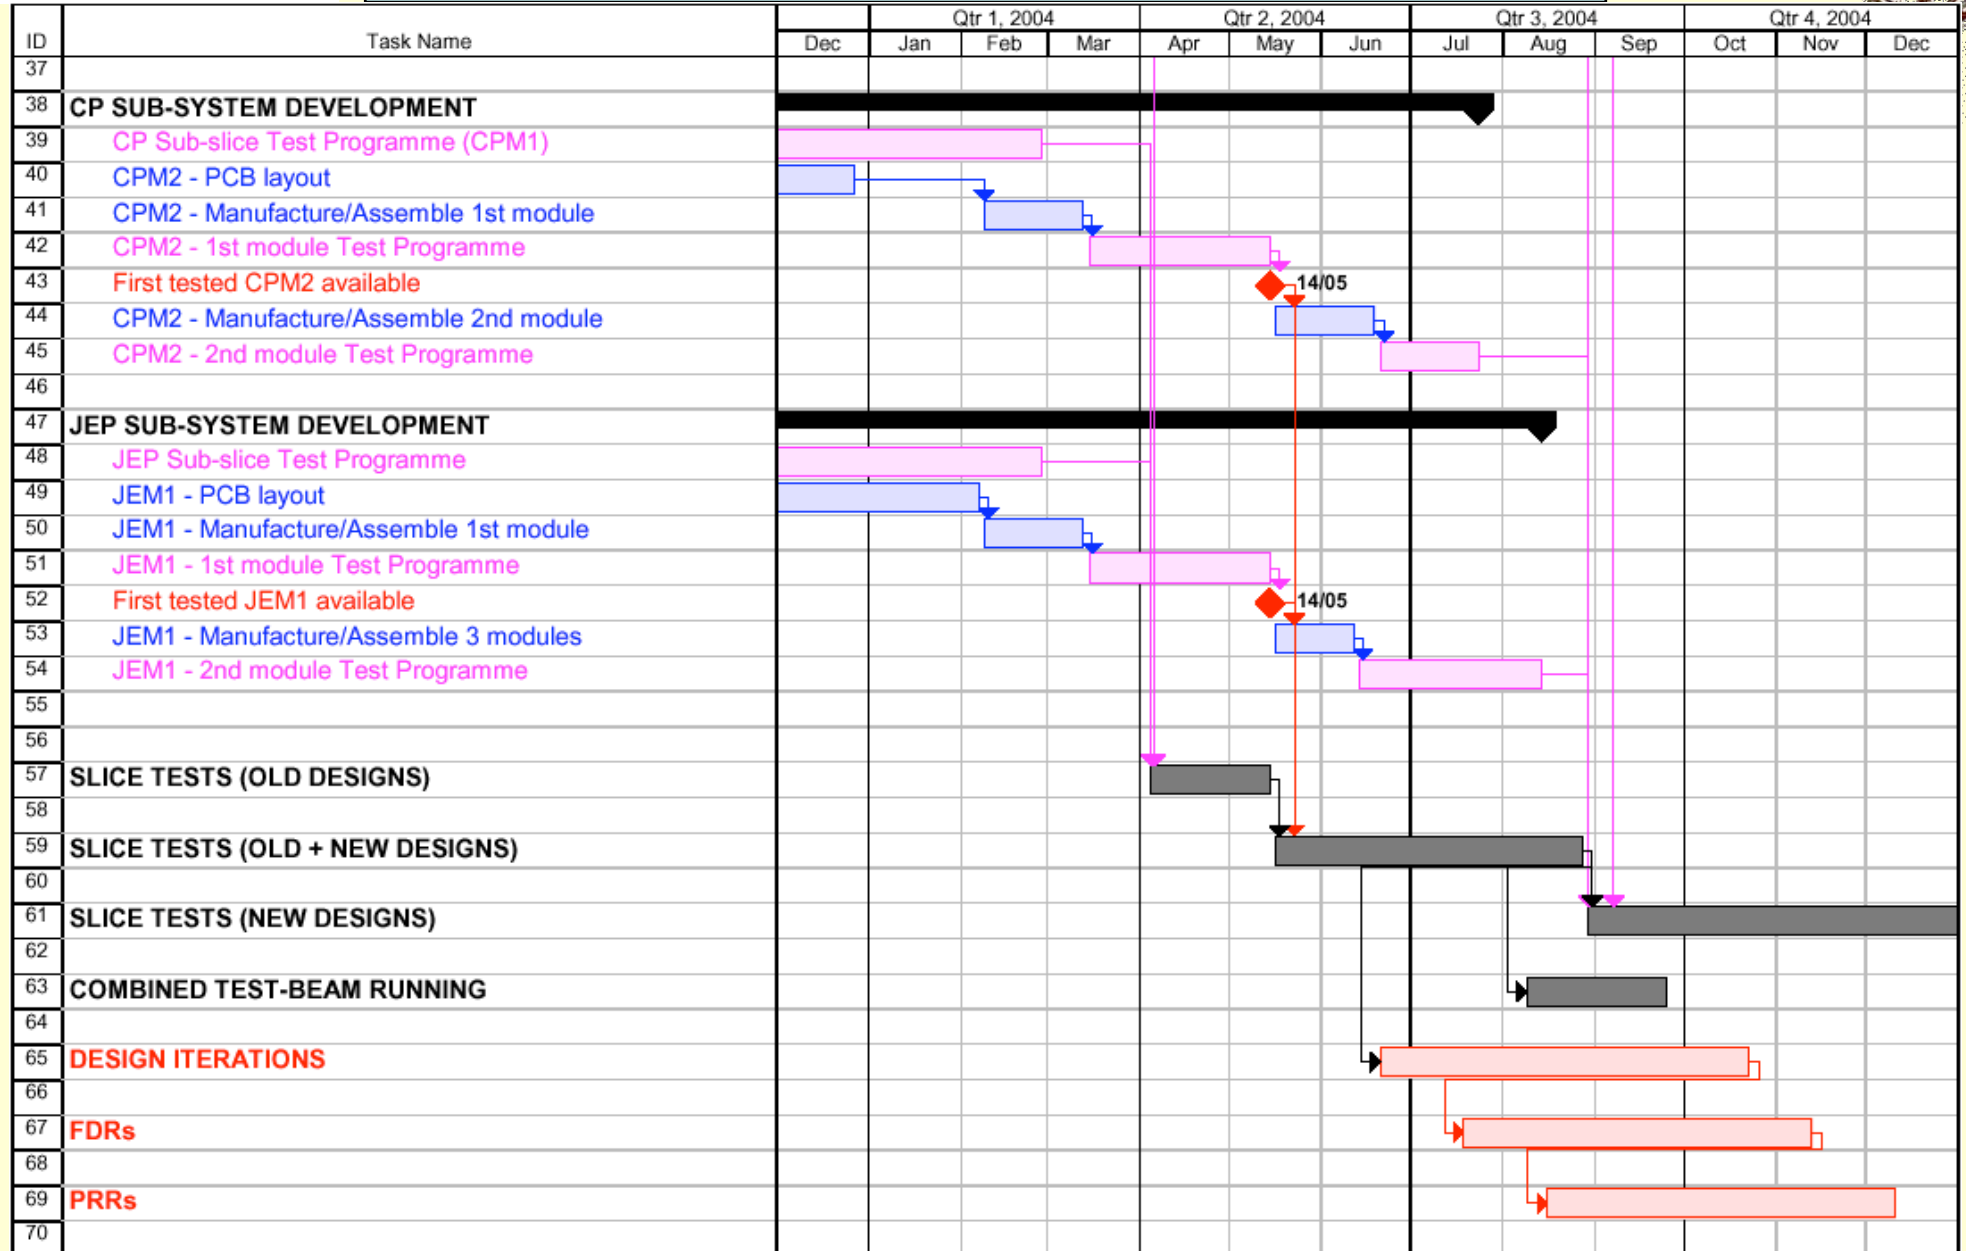 Qtr 1, 2004 Qtr 2, 2004 Qtr 3, 2004 Qtr 4, 2004
ID Task Name Dec Jan Feb Mar Apr May Jun Jul Aug Sep Oct Nov Dec
37
38 CP SUB-SYSTEM DEVELOPMENT
39 CP Sub-slice Test Programme (CPM1)
40 CPM2 - PCB layout
41 CPM2 - Manufacture/Assemble 1st module
42 CPM2 - 1st module Test Programme
43 First tested CPM2 available 14/05
44 CPM2 - Manufacture/Assemble 2nd module
45 CPM2 - 2nd module Test Programme
46
47 JEP SUB-SYSTEM DEVELOPMENT
48 JEP Sub-slice Test Programme
49 JEM1 - PCB layout
50 JEM1 - Manufacture/Assemble 1st module
51 JEM1 - 1st module Test Programme
52 First tested JEM1 available 14/05
53 JEM1 - Manufacture/Assemble 3 modules
54 JEM1 - 2nd module Test Programme
55
56
57 SLICE TESTS (OLD DESIGNS)
58
59 SLICE TESTS (OLD + NEW DESIGNS)
60
61 SLICE TESTS (NEW DESIGNS)
62
63 COMBINED TEST-BEAM RUNNING
64
65 DESIGN ITERATIONS
66
67 FDRs
68
69 PRRs
70